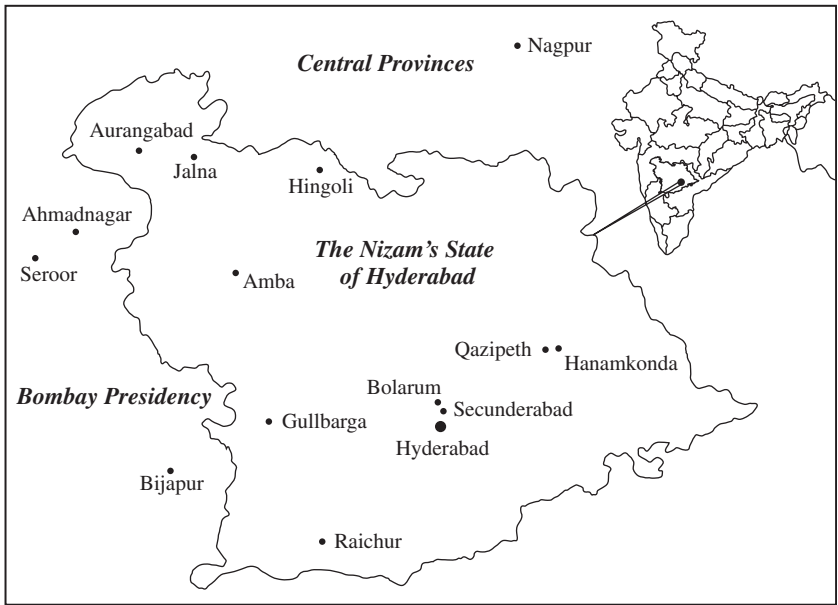 Nagpur
Central Provinces
Aurangabad
Jalna
Hingoli
Ahmadnagar
The Nizam's State
of Hyderabad
Seroor
Amba
Qazipeth
Hanamkonda
Bombay Presidency
Bolarum
Secunderabad
Gullbarga
Hyderabad
Bijapur
Raichur